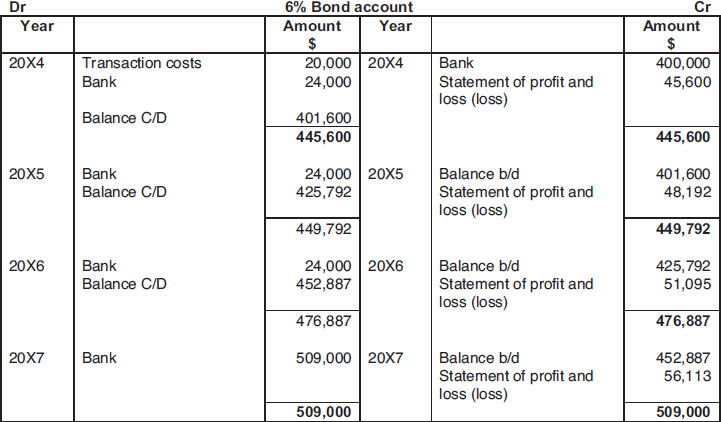 Dr 6% Bond account Cr
Year Amount Year Amount
$ $
20X4 Transaction costs 20,000 20X4 Bank 400,000
Bank 24,000 Statement of profit and 45,600
loss (loss)
Balance C/D 401,600
445,600 445,600
20X5 Bank 24,000 20X5 Balance b/d 401,600
Balance C/D 425,792 Statement of profit and 48,192
loss (loss)
449,792 449,792
20X6 Bank 24,000 20X6 Balance b/d 425,792
Balance C/D 452,887 Statement of profit and 51,095
loss (loss)
476,887 476,887
20X7 Bank 509,000 20X7 Balance b/d 452,887
Statement of profit and 56,113
loss (loss)
509,000 509,000